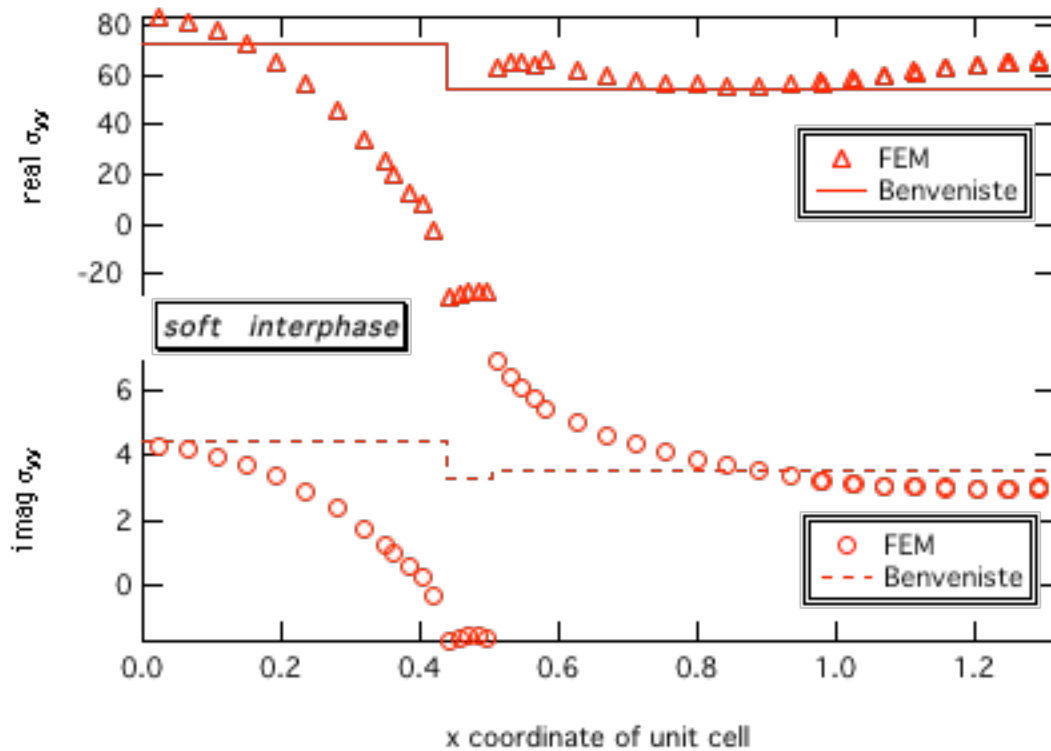 80
60
40
20
0
-20
real σyy
FEM
Benveniste
soft interphase
6
4
2
0
imag σyy
FEM
Benveniste
0.0 0.2 0.4 0.6 0.8 1.0 1.2
x coordinate of unit cell